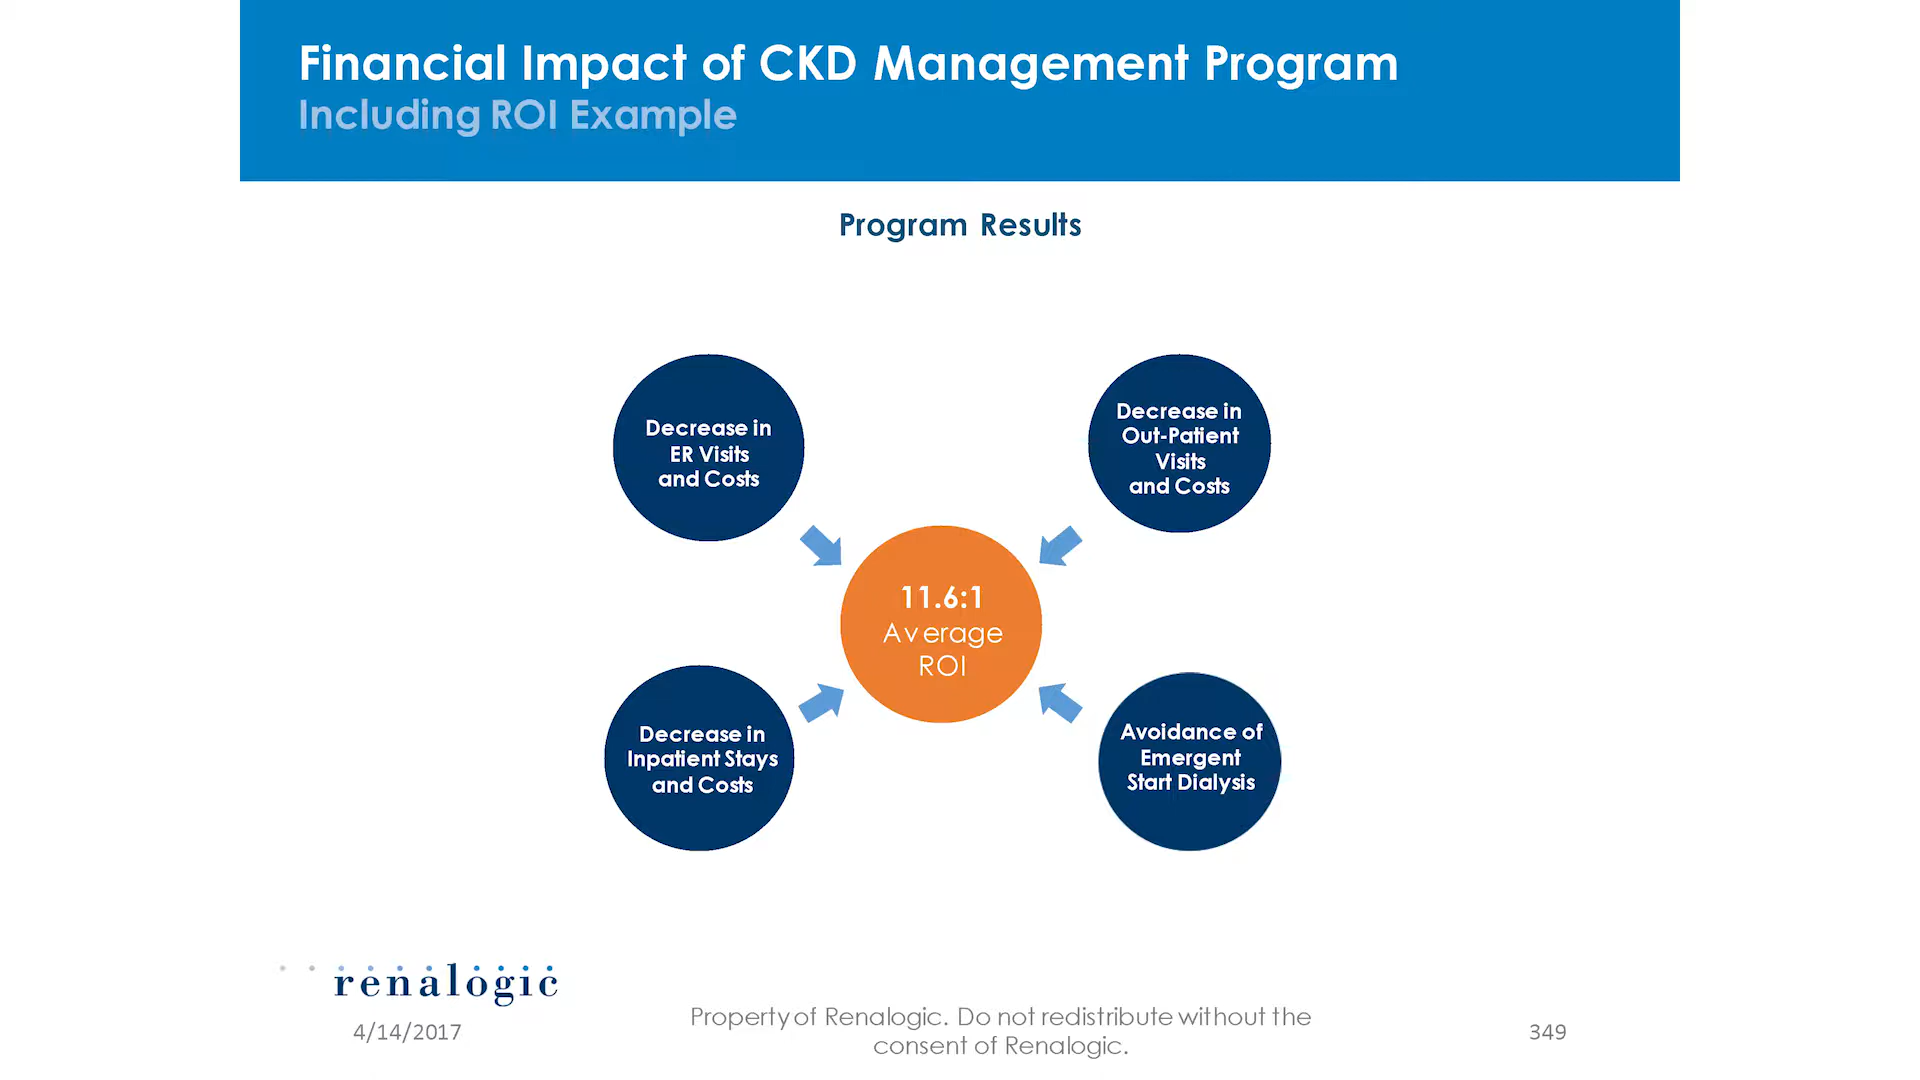 Financial Impact of CKD Management Program
Including ROI Example
Program Results
Decrease in
ER Visits
and Costs
Decrease in
Out-Patient
Visits
and Costs
11.6:1
Average
ROI
Decrease in
Inpatient Stays
and Costs
Avoidance of
Emergent
Start Dialysis
renalogic
4/14/2017
Property of Renalogic. Do not redistribute without the
consent of Renalogic.
349